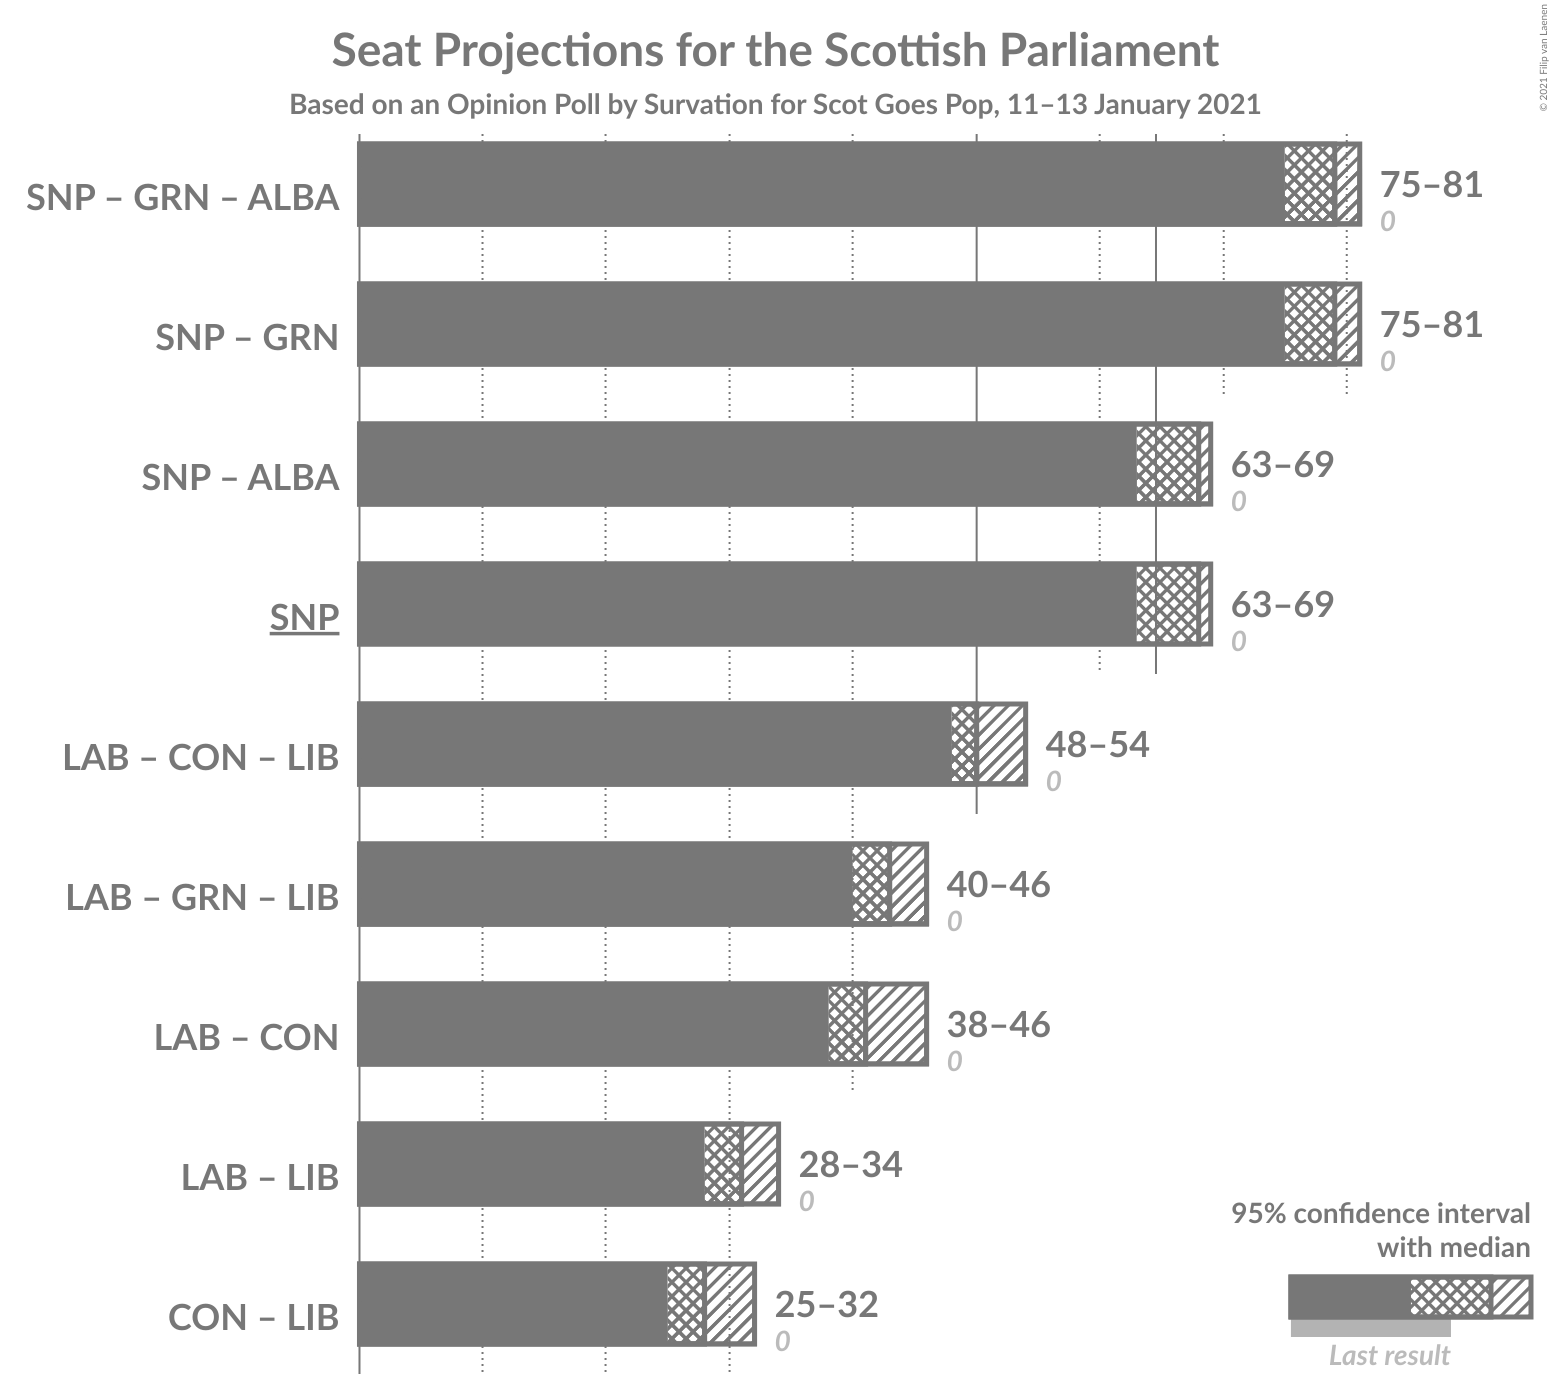 Seat Projections for the Scottish Parliament
Based on an Opinion Poll by Survation for Scot Goes Pop, 11–13 January 2021
© 2021 Filip van Laenen
SNP – GRN – ALBA
75–81
0
SNP – GRN
75–81
0
SNP – ALBA
63–69
0
SNP
63–69
0
LAB – CON – LIB
48–54
0
LAB – GRN – LIB
40–46
0
LAB – CON
38–46
0
LAB – LIB
28–34
0
CON – LIB
25–32
0
95% confidence interval
with median
Last result